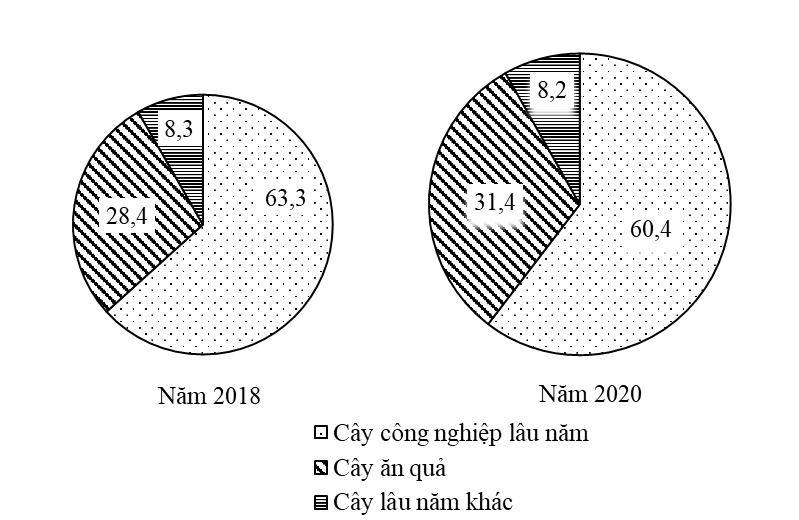 8,3
28,4
63,3
8,2
31,4
60,4
Năm 2018
Năm 2020
Cây công nghiệp lâu năm
Cây ăn quả
Cây lâu năm khác